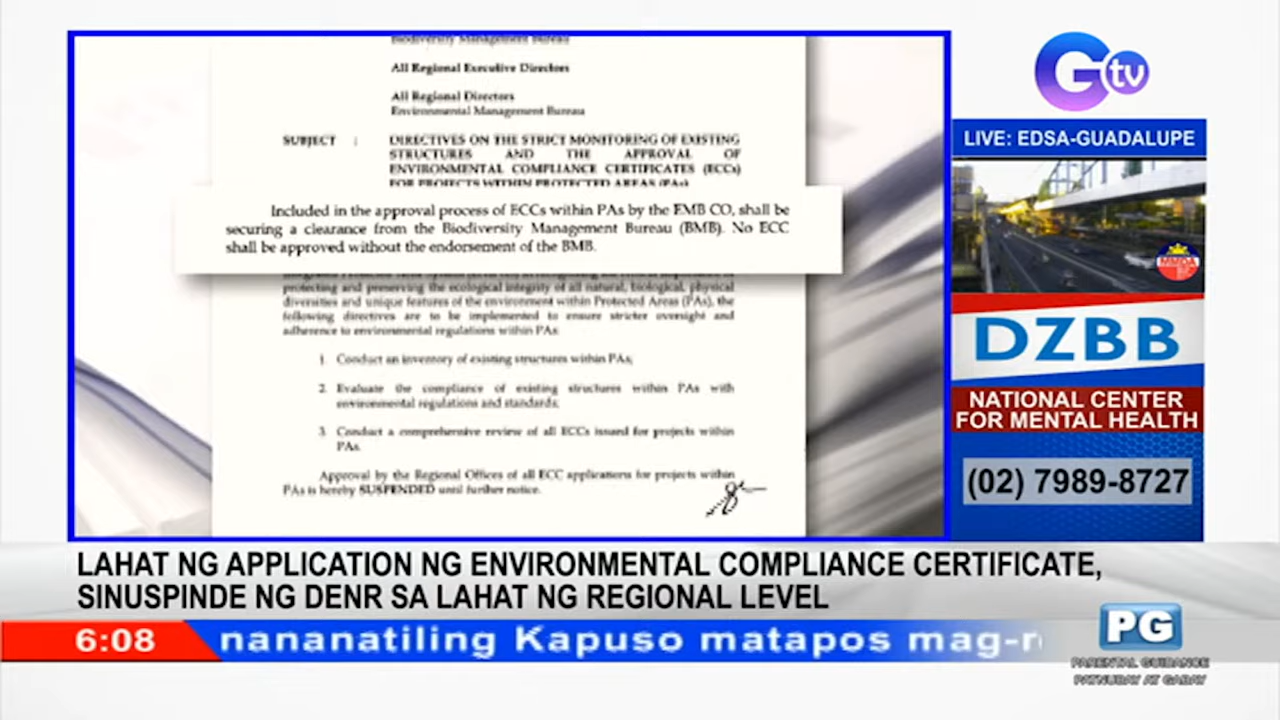 Biodiversity Management Bureau
All Regional Executive Directors
All Regional Directors
Environmental Management Bureau
SUBJECT : DIRECTIVES ON THE STRICT MONITORING OF EXISTING
STRUCTURES AND THE APPROVAL OF
ENVIRONMENTAL COMPLIANCE CERTIFICATES (ECCs)
FOR PROJECTS WITHIN PROTECTED AREAS (PAs)
Included in the approval process of ECCs within PAs by the EMB CO, shall be
securing a clearance from the Biodiversity Management Bureau (BMB). No ECC
shall be approved without the endorsement of the BMB.
protecting and preserving the ecological integrity of all natural, biological, physical
diversities and unique features of the environment within Protected Areas (PAs), the
following directives are to be implemented to ensure stricter oversight and
adherence to environmental regulations within PAs:
1. Conduct an inventory of existing structures within PAs;
2. Evaluate the compliance of existing structures within PAs with
environmental regulations and standards;
3. Conduct a comprehensive review of all ECCs issued for projects within
PAs.
Approval by the Regional Offices of all ECC applications for projects within
PAs is hereby SUSPENDED until further notice.
Gtv
LIVE: EDSA-GUADALUPE
MMDA
DZBB
NATIONAL CENTER
FOR MENTAL HEALTH
(02) 7989-8727
LAHAT NG APPLICATION NG ENVIRONMENTAL COMPLIANCE CERTIFICATE,
SINUSPINDE NG DENR SA LAHAT NG REGIONAL LEVEL
6:08 nananatiling Kapuso matapos mag-r
PG
PARENTAL GUIDANCE
PATNUBAY AT GABAY